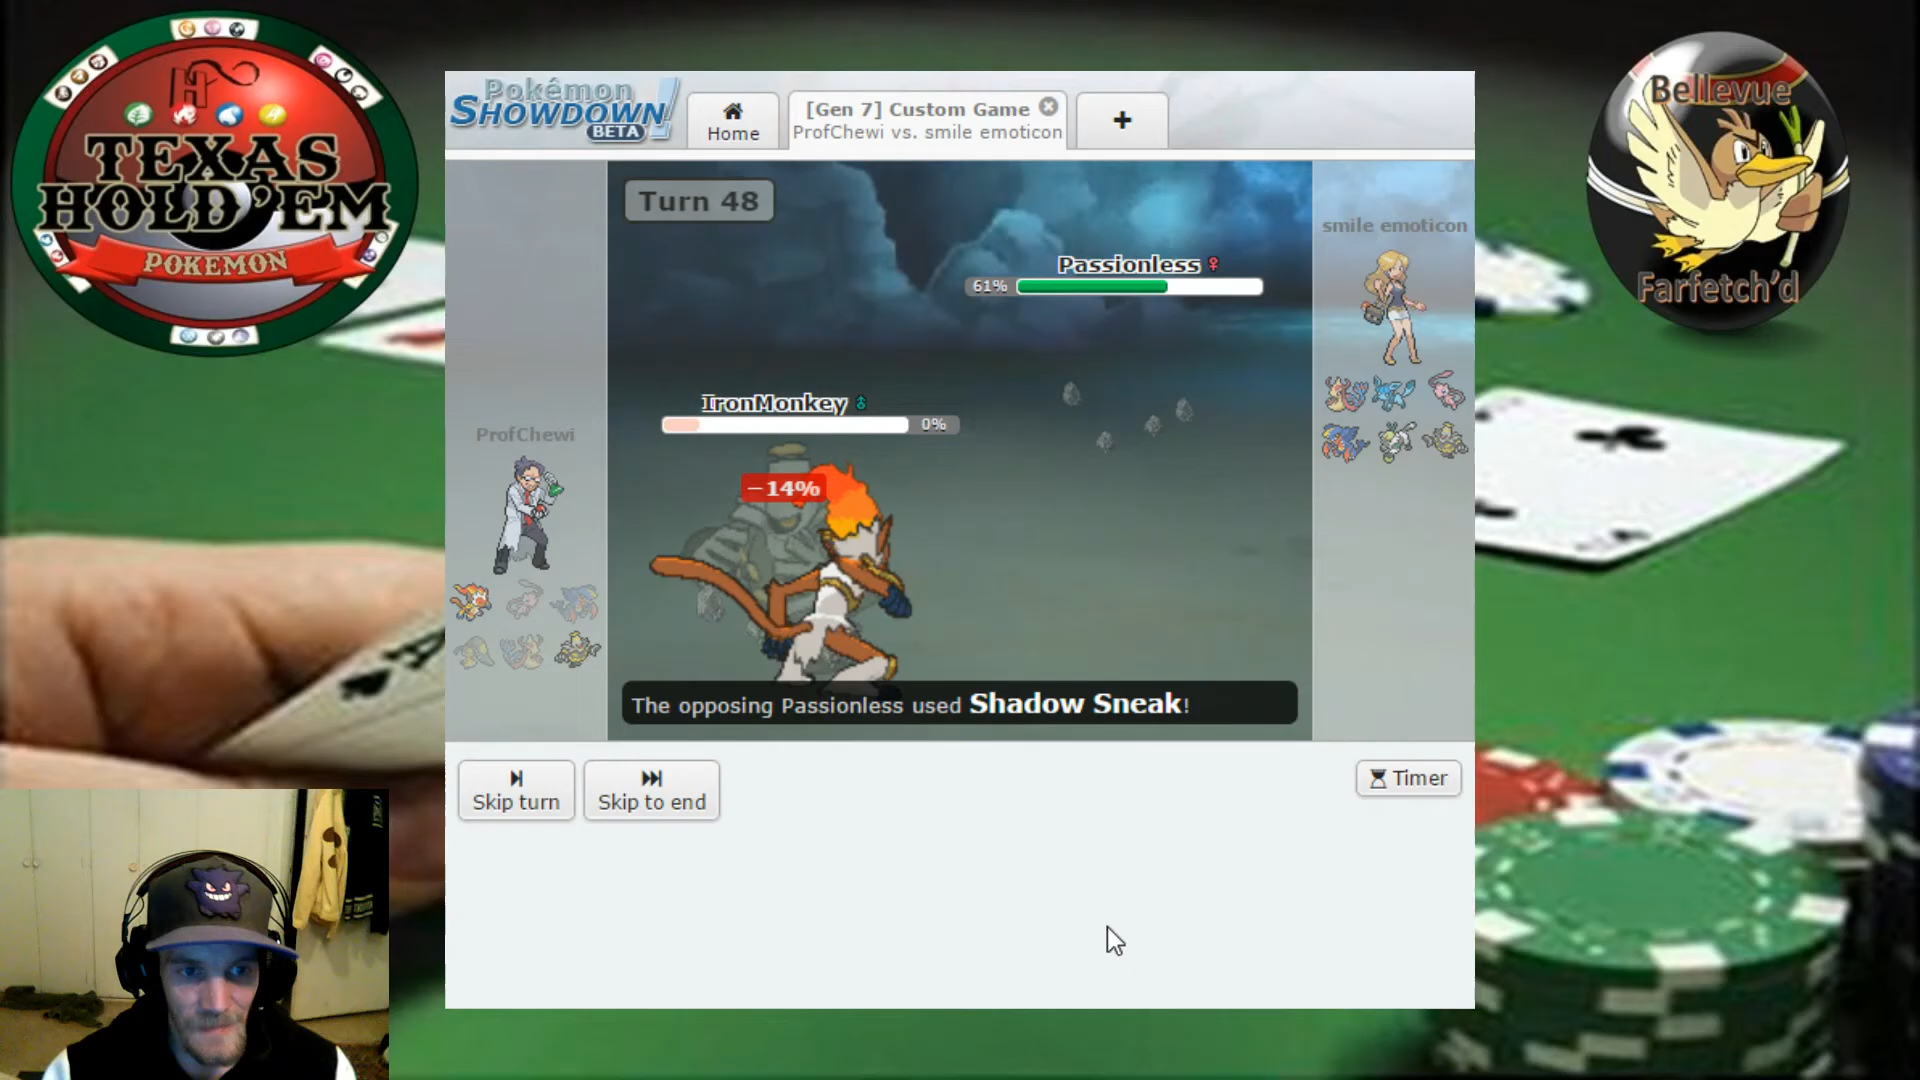 TEXAS
HOLD'EM
POKEMON
Pokémon
SHOWDOWN!
BETA
Home
[Gen 7] Custom Game
ProfChewi vs. smile emoticon
+
Bellevue
Farfetch'd
Turn 48
smile emoticon
Passionless ♀
61%
IronMonkey ♂
0%
ProfChewi
−14%
The opposing Passionless used Shadow Sneak!
Skip turn
Skip to end
Timer